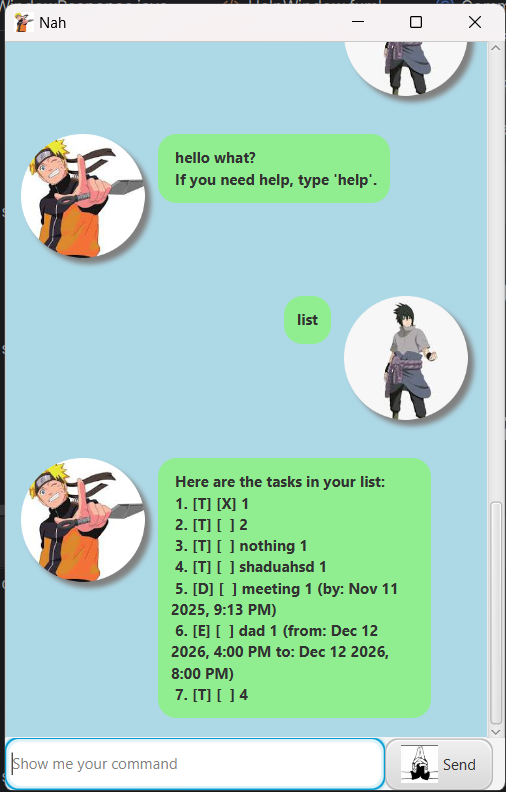 Nah
hello what?
If you need help, type 'help'.
list
Here are the tasks in your list:
1. [T] [X] 1
2. [T] [ ] 2
3. [T] [ ] nothing 1
4. [T] [ ] shaduahsd 1
5. [D] [ ] meeting 1 (by: Nov 11
2025, 9:13 PM)
6. [E] [ ] dad 1 (from: Dec 12
2026, 4:00 PM to: Dec 12 2026,
8:00 PM)
7. [T] [ ] 4
Show me your command
Send